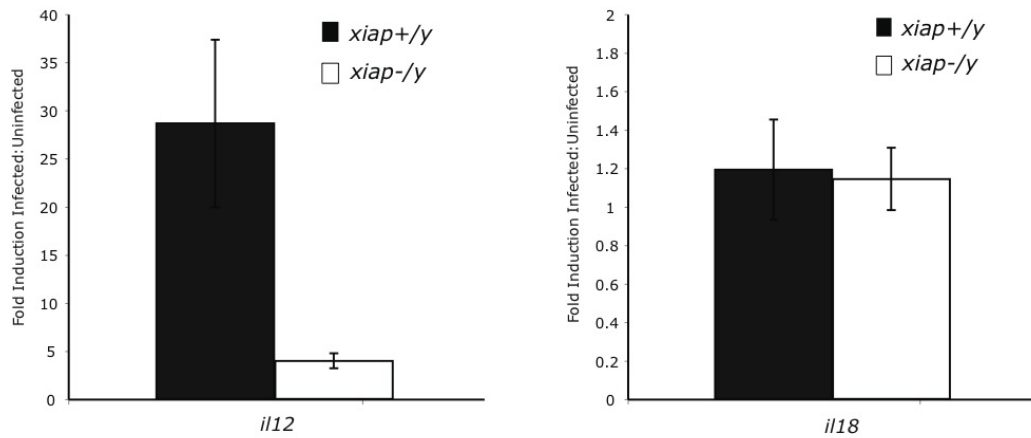 40
35
30
25
20
15
10
5
0
Fold Induction Infected:Uninfected
xiap+/y
xiap-/y
il12
2
1.8
1.6
1.4
1.2
1
0.8
0.6
0.4
0.2
0
Fold Induction Infected:Uninfected
xiap+/y
xiap-/y
il18